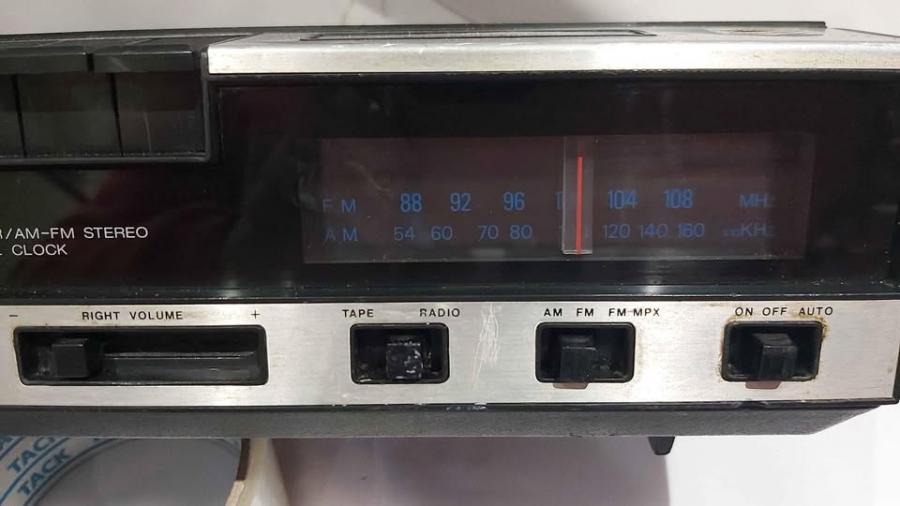 FM 88 92 96 104 108 MHz
AM 54 60 70 80 120 140 160 KHz
/AM-FM STEREO
CLOCK
- RIGHT VOLUME +
TAPE RADIO
AM FM FM-MPX
ON OFF AUTO
TACK
TACK